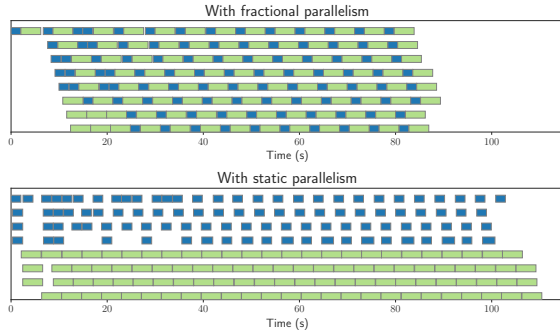 With fractional parallelism
0 20 40 60 80 100
Time (s)
With static parallelism
0 20 40 60 80 100
Time (s)